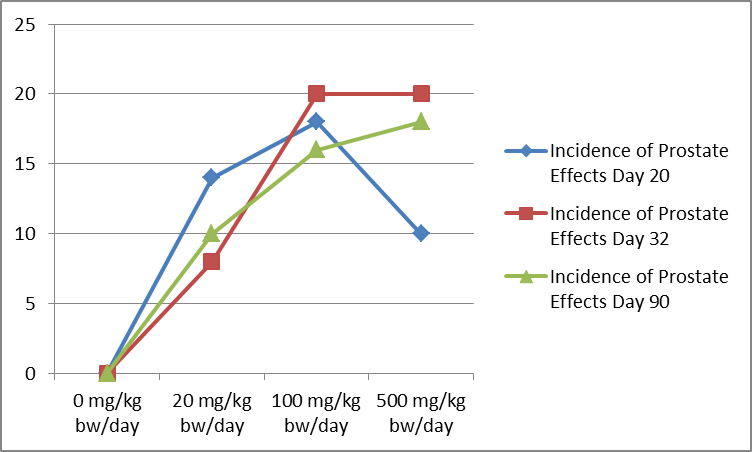 25
20
15
10
5
0
0 mg/kg
bw/day
20 mg/kg
bw/day
100 mg/kg
bw/day
500 mg/kg
bw/day
Incidence of Prostate
Effects Day 20
Incidence of Prostate
Effects Day 32
Incidence of Prostate
Effects Day 90